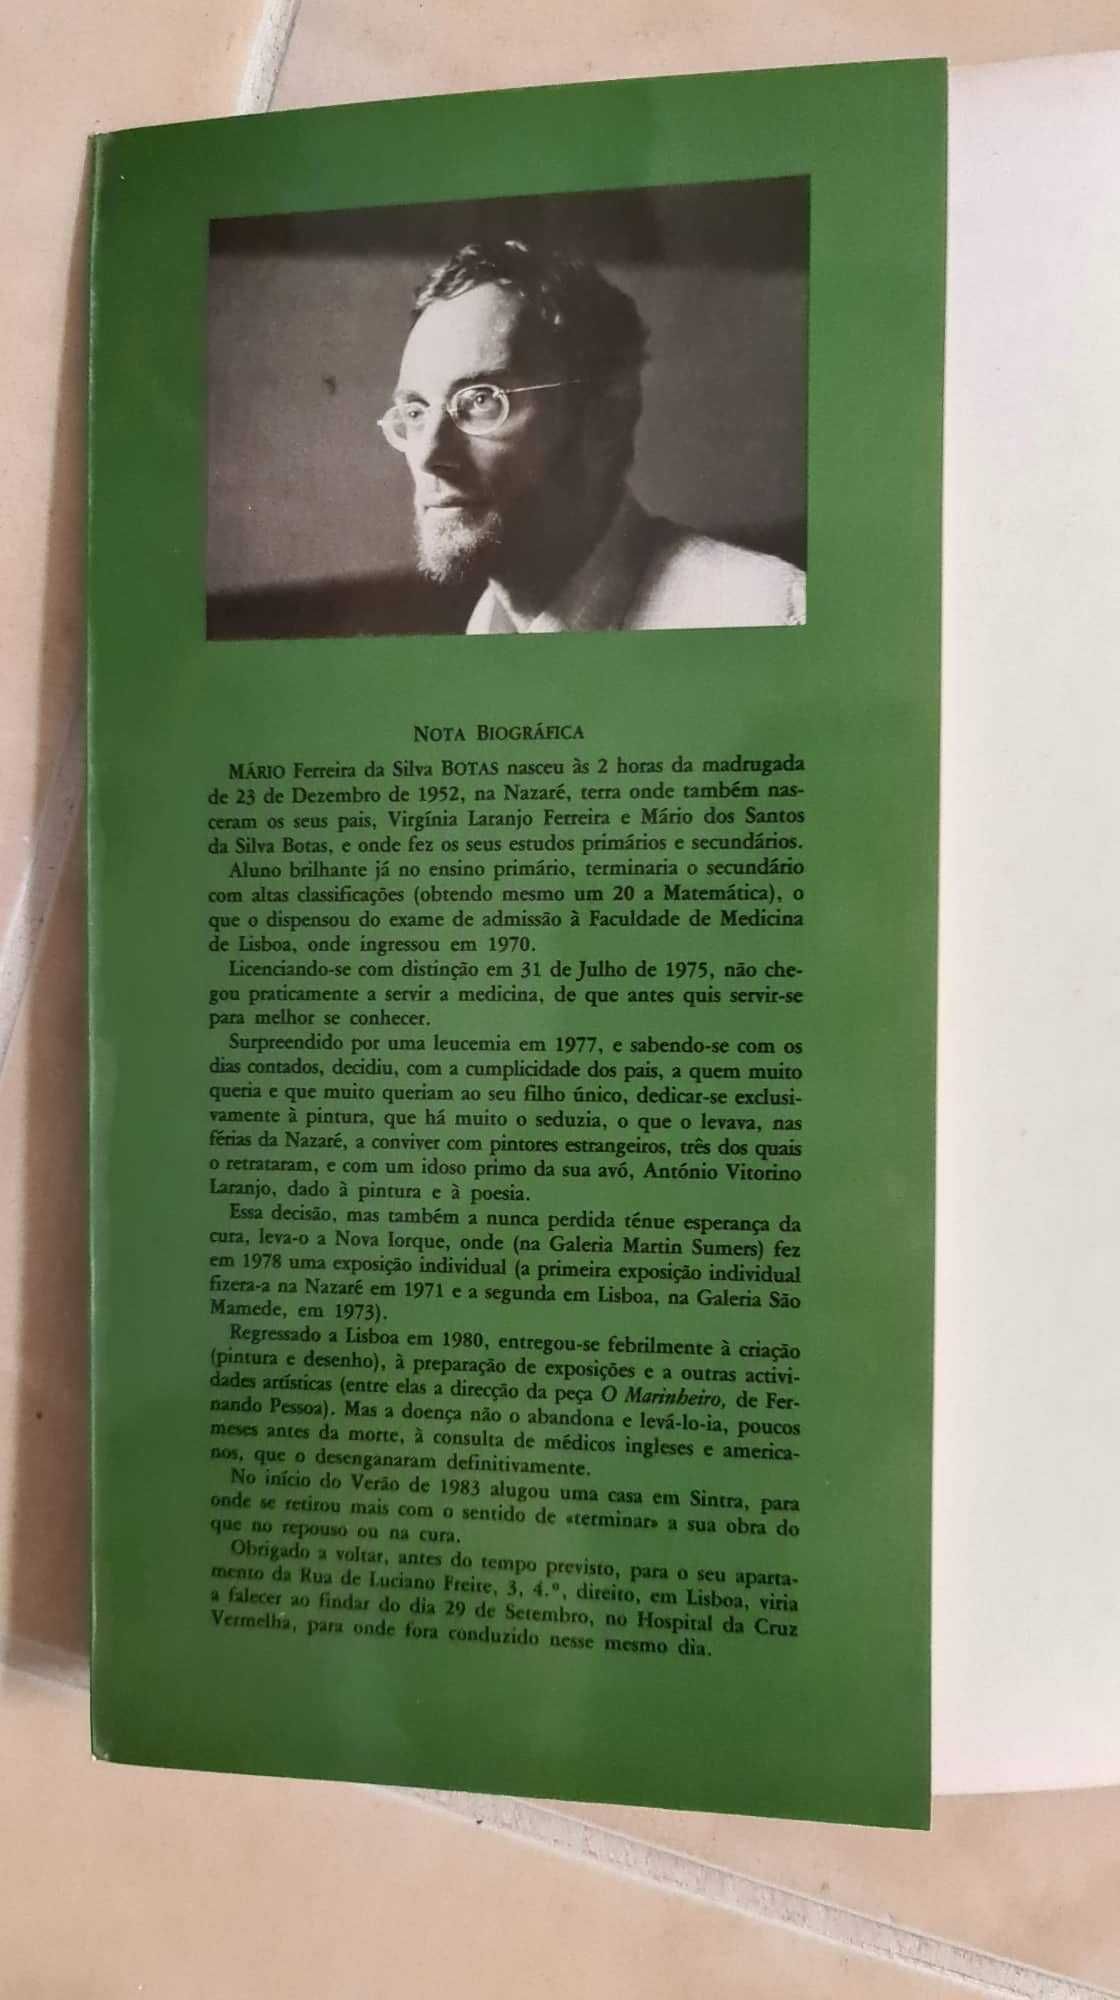 NOTA BIOGRÁFICA
MÁRIO Ferreira da Silva BOTAS nasceu às 2 horas da madrugada
de 23 de Dezembro de 1952, na Nazaré, terra onde também nas-
ceram os seus pais, Virgínia Laranjo Ferreira e Mário dos Santos
da Silva Botas, e onde fez os seus estudos primários e secundários.
Aluno brilhante já no ensino primário, terminaria o secundário
com altas classificações (obtendo mesmo um 20 a Matemática), o
que o dispensou do exame de admissão à Faculdade de Medicina
de Lisboa, onde ingressou em 1970.
Licenciando-se com distinção em 31 de Julho de 1975, não che-
gou praticamente a servir a medicina, de que antes quis servir-se
para melhor se conhecer.
Surpreendido por uma leucemia em 1977, e sabendo-se com os
dias contados, decidiu, com a cumplicidade dos pais, a quem muito
queria e que muito queriam ao seu filho único, dedicar-se exclusi-
vamente à pintura, que há muito o seduzia, o que o levava, nas
férias da Nazaré, a conviver com pintores estrangeiros, três dos quais
o retrataram, e com um idoso primo da sua avó, António Vitorino
Laranjo, dado à pintura e à poesia.
Essa decisão, mas também a nunca perdida ténue esperança da
cura, leva-o a Nova Iorque, onde (na Galeria Martin Sumers) fez
em 1978 uma exposição individual (a primeira exposição individual
fizera-a na Nazaré em 1971 e a segunda em Lisboa, na Galeria São
Mamede, em 1973).
Regressado a Lisboa em 1980, entregou-se febrilmente à criação
(pintura e desenho), à preparação de exposições e a outras activi-
dades artísticas (entre elas a direcção da peça O Marinheiro, de Fer-
nando Pessoa). Mas a doença não o abandona e levá-lo-ia, poucos
meses antes da morte, à consulta de médicos ingleses e america-
nos, que o desenganaram definitivamente.
No início do Verão de 1983 alugou uma casa em Sintra, para
onde se retirou mais com o sentido de «terminar» a sua obra do
que no repouso ou na cura.
Obrigado a voltar, antes do tempo previsto, para o seu aparta-
mento da Rua de Luciano Freire, 3, 4.º, direito, em Lisboa, viria
a falecer ao findar do dia 29 de Setembro, no Hospital da Cruz
Vermelha, para onde fora conduzido nesse mesmo dia.